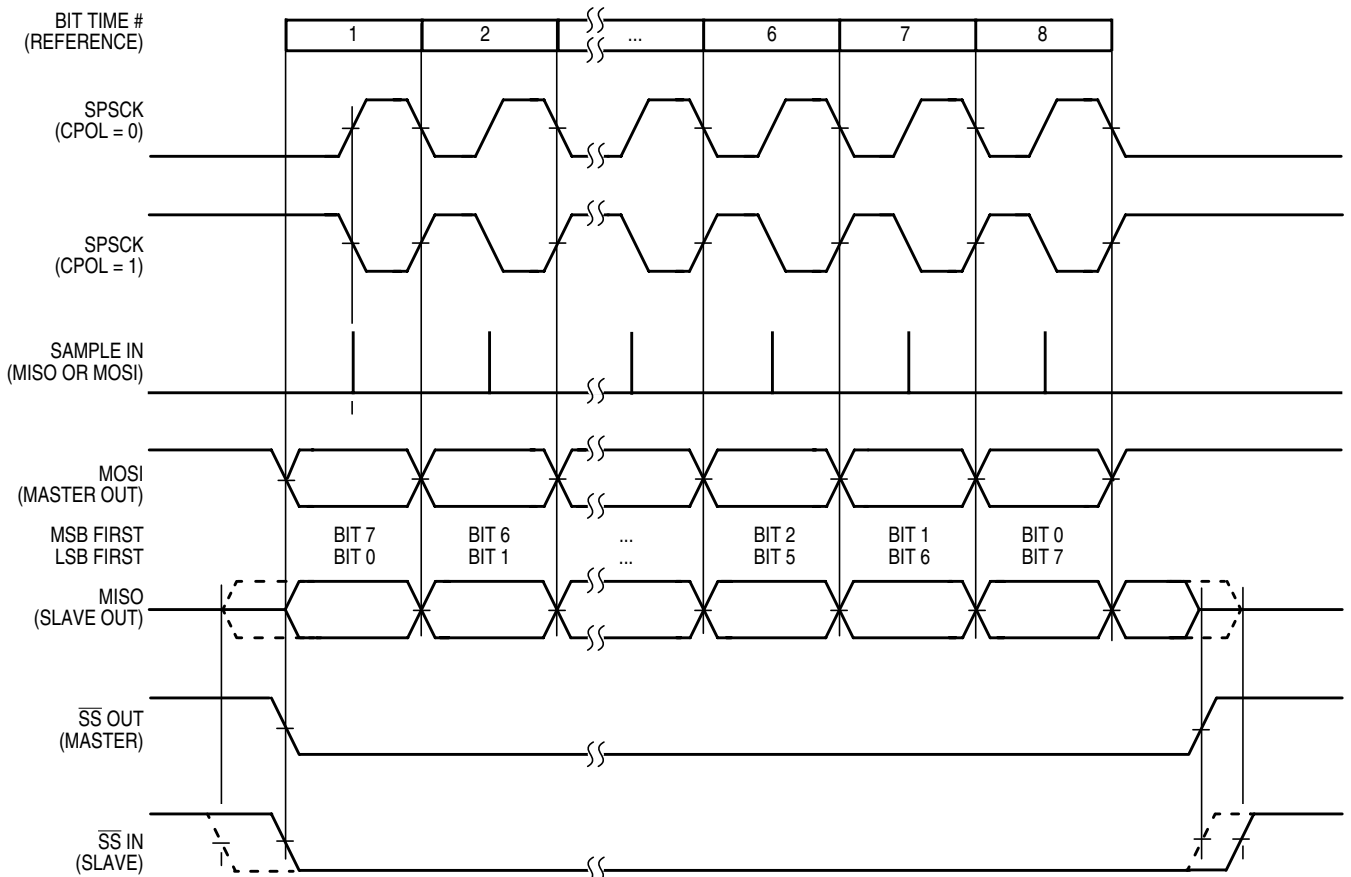 BIT TIME #
(REFERENCE)
1 2 ... 6 7 8
SPSCK
(CPOL = 0)
SPSCK
(CPOL = 1)
SAMPLE IN
(MISO OR MOSI)
MOSI
(MASTER OUT)
MSB FIRST BIT 7 BIT 6 ... BIT 2 BIT 1 BIT 0
LSB FIRST BIT 0 BIT 1 ... BIT 5 BIT 6 BIT 7
MISO
(SLAVE OUT)
S̅S̅ OUT
(MASTER)
S̅S̅ IN
(SLAVE)